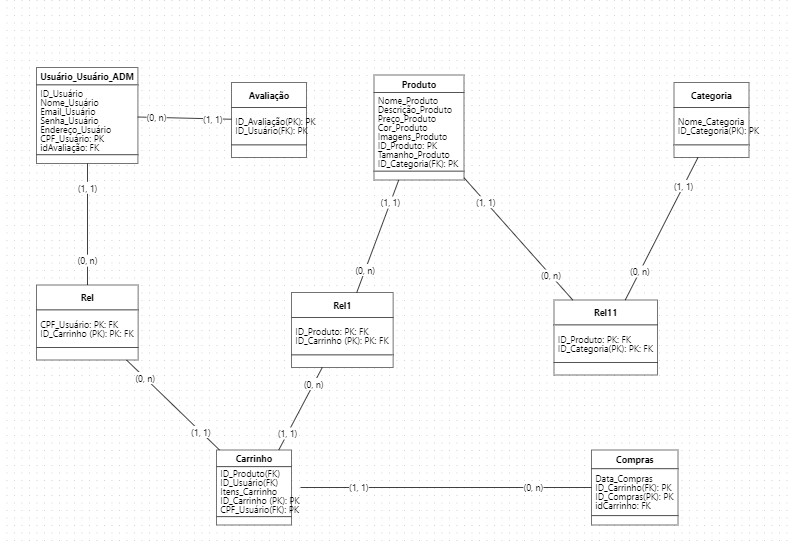 Usuário_Usuário_ADM
ID_Usuário
Nome_Usuário
Email_Usuário
Senha_Usuário
Endereço_Usuário
CPF_Usuário: PK
idAvaliação: FK
(0, n)
(1, 1)
Avaliação
ID_Avaliação(PK): PK
ID_Usuário(FK): PK
Produto
Nome_Produto
Descrição_Produto
Preço_Produto
Cor_Produto
Imagens_Produto
ID_Produto: PK
Tamanho_Produto
ID_Categoria(FK): PK
Categoria
Nome_Categoria
ID_Categoria(PK): PK
(1, 1)
(0, n)
(1, 1)
(0, n)
(1, 1)
(0, n)
(1, 1)
(0, n)
Rel
CPF_Usuário: PK: FK
ID_Carrinho (PK): PK: FK
Rel1
ID_Produto: PK: FK
ID_Carrinho (PK): PK: FK
Rel11
ID_Produto: PK: FK
ID_Categoria(PK): PK: FK
(0, n)
(1, 1)
(0, n)
(1, 1)
Carrinho
ID_Produto(FK)
ID_Usuário(FK)
Itens_Carrinho
ID_Carrinho (PK): PK
CPF_Usuário(FK): PK
(1, 1)
(0, n)
Compras
Data_Compras
ID_Carrinho(FK): PK
ID_Compras(PK): PK
idCarrinho: FK